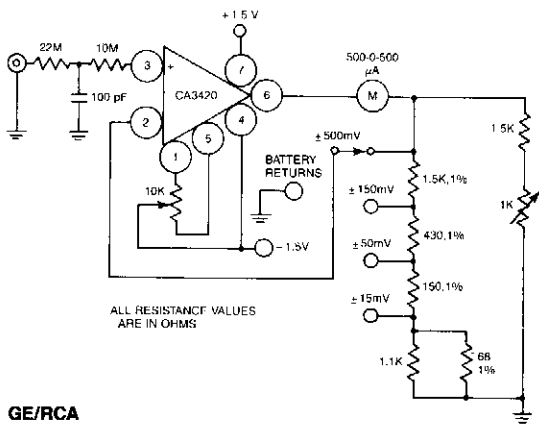 +1.5 V
22M
10M
500-0-500
µA
3
+
7
CA3420
6
M
100 pF
2
4
5
1
±500mV
1.5K
BATTERY
RETURNS
1.5K,1%
10K
±150mV
1K
430,1%
-1.5V
±50mV
150,1%
ALL RESISTANCE VALUES
ARE IN OHMS
±15mV
1.1K
68
1%
GE/RCA